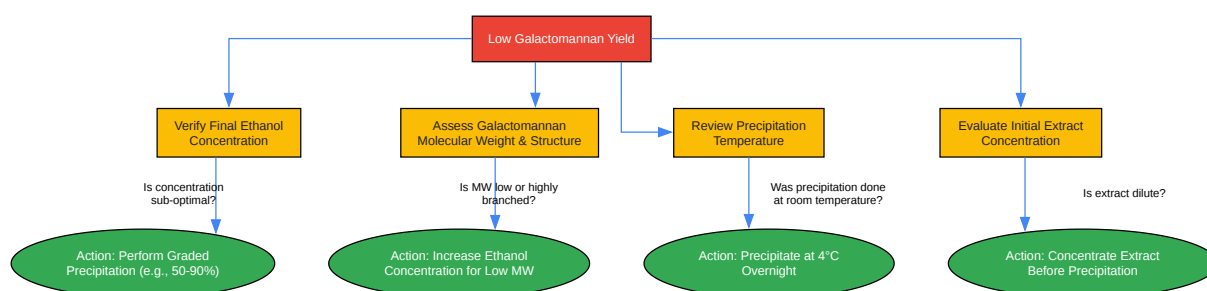 Low Galactomannan Yield
Verify Final Ethanol
Concentration
Assess Galactomannan
Molecular Weight & Structure
Review Precipitation
Temperature
Evaluate Initial Extract
Concentration
Is concentration
sub-optimal?
Is MW low or highly
branched?
Was precipitation done
at room temperature?
Is extract dilute?
Action: Perform Graded
Precipitation (e.g., 50-90%)
Action: Increase Ethanol
Concentration for Low MW
Action: Precipitate at 4°C
Overnight
Action: Concentrate Extract
Before Precipitation